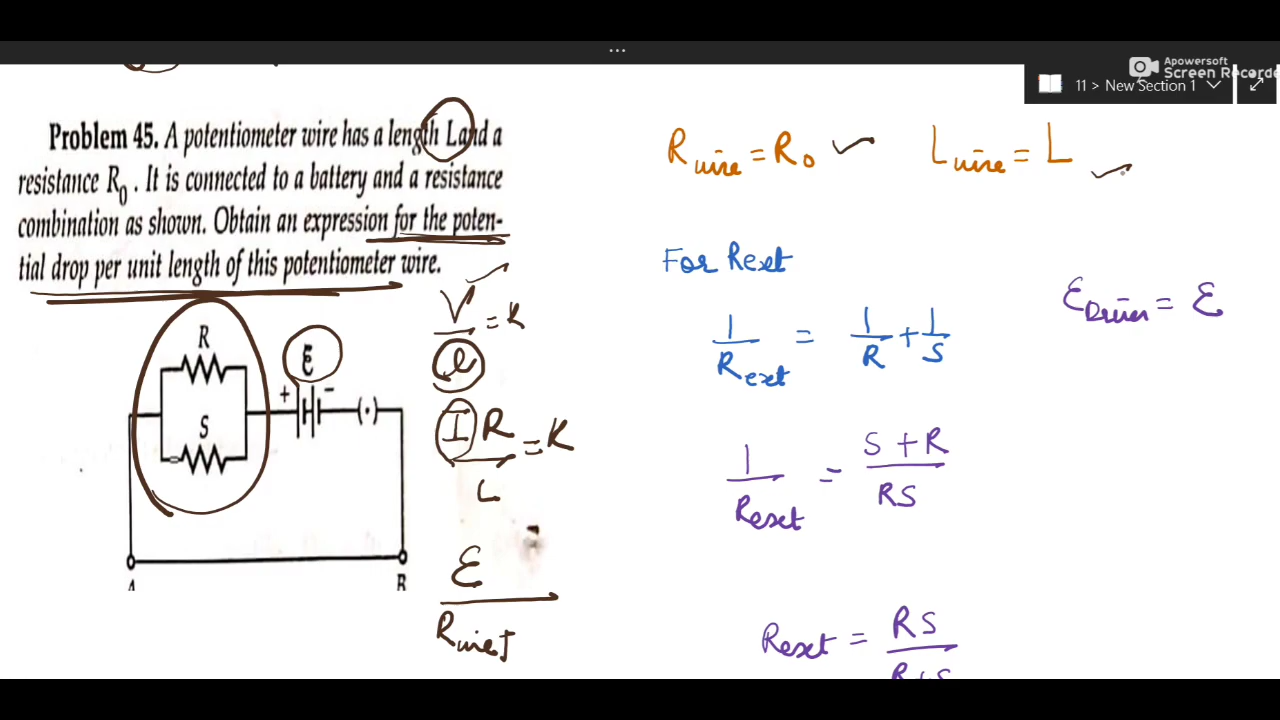 Apowersoft
Screen Recorde
11 > New Section 1
Problem 45. A potentiometer wire has a length L and a
resistance R₀. It is connected to a battery and a resistance
combination as shown. Obtain an expression for the poten-
tial drop per unit length of this potentiometer wire.
R
S
+ ε -
A
B
V/l = K
IR/L = K
ε
Rwire+
Rwire = R₀
Lwire = L
For Rext
1/Rext = 1/R + 1/S
εDriver = ε
1/Rext = S + R/RS
Rext = RS/R+S